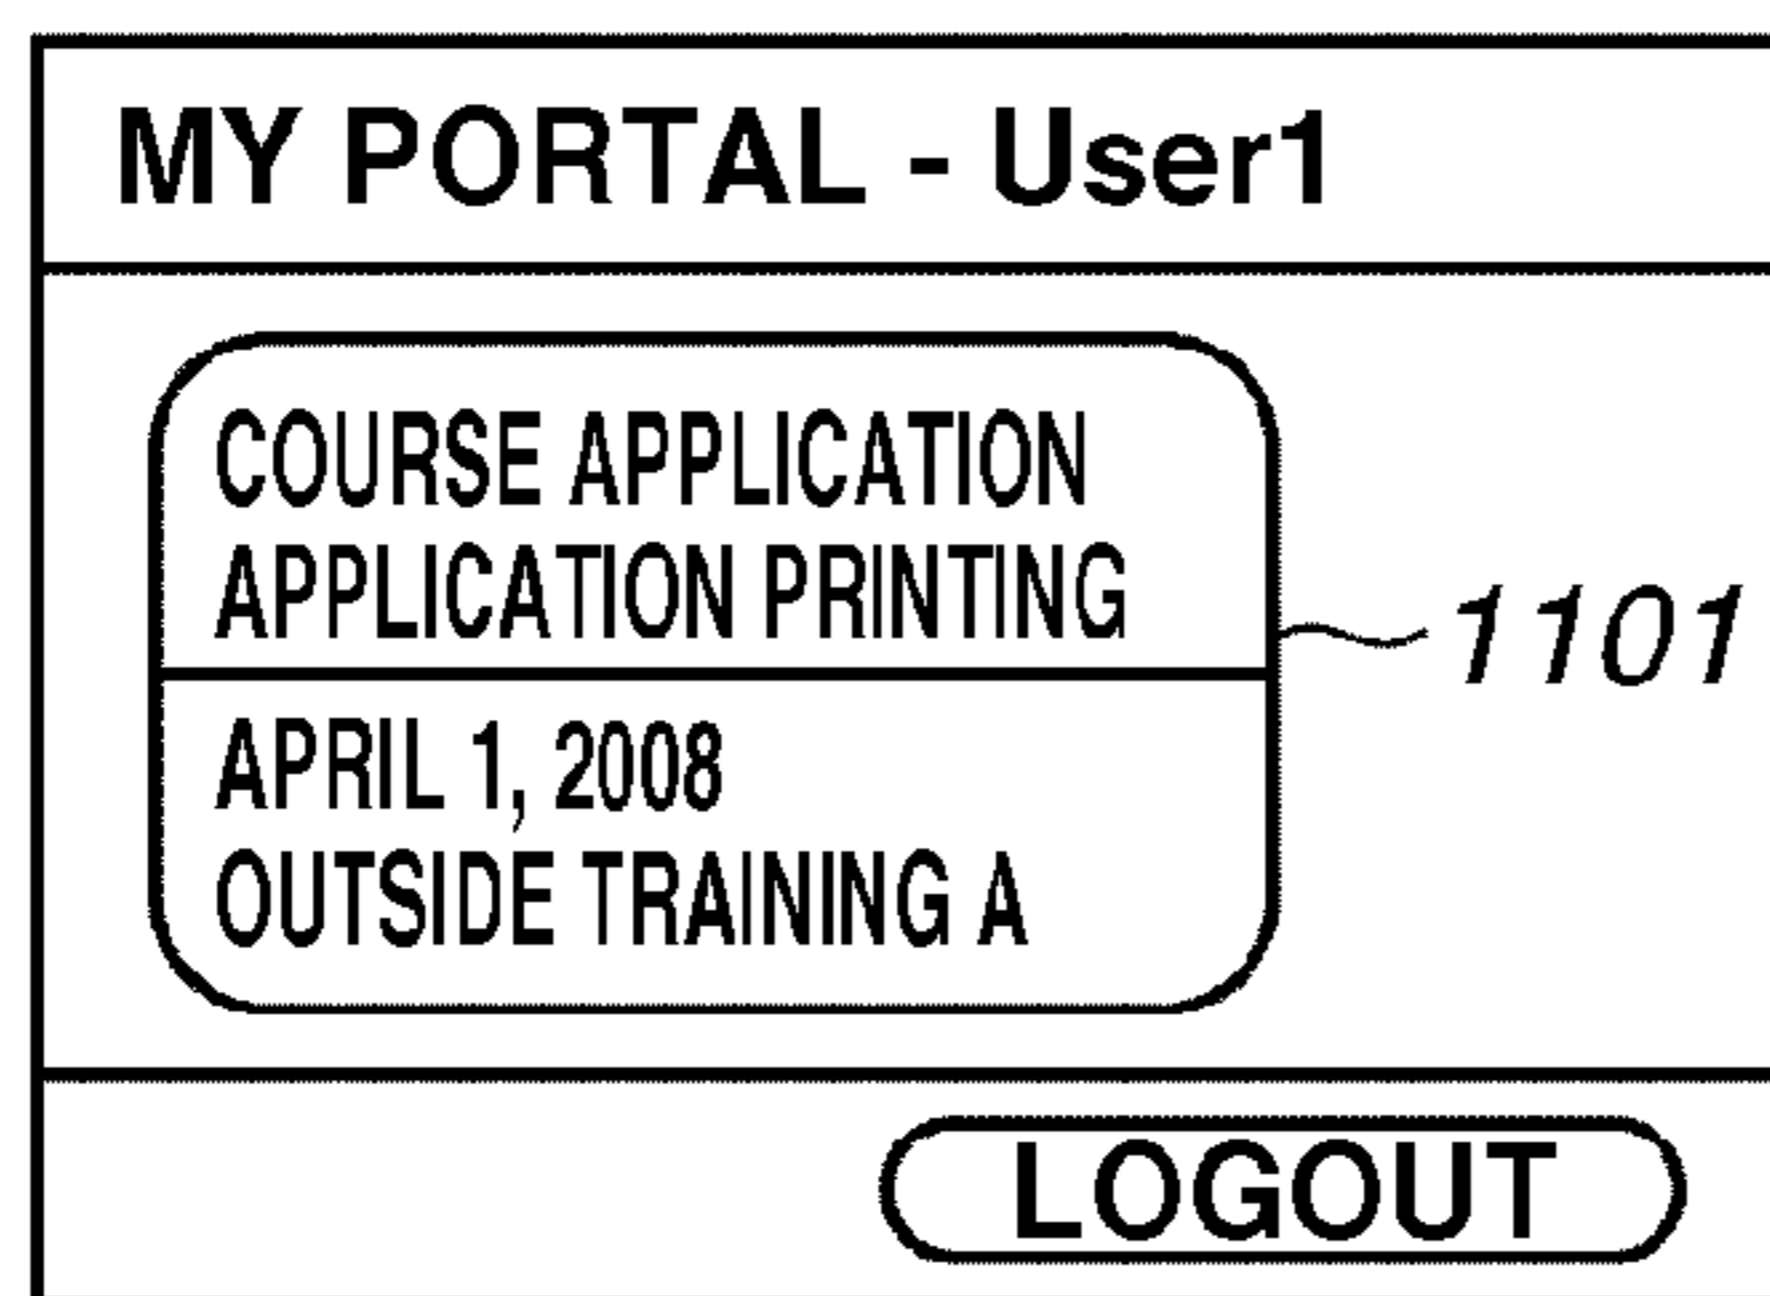 MY PORTAL - User1
COURSE APPLICATION
APPLICATION PRINTING
1101
APRIL 1, 2008
OUTSIDE TRAINING A
LOGOUT